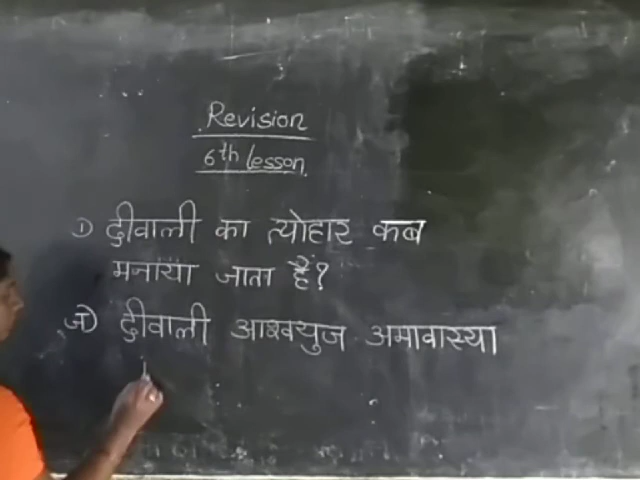 Revision
6th lesson
1) दीवाली का त्योहार कब
मनाया जाता हैं?
ज) दीवाली आश्वयुज अमावास्या